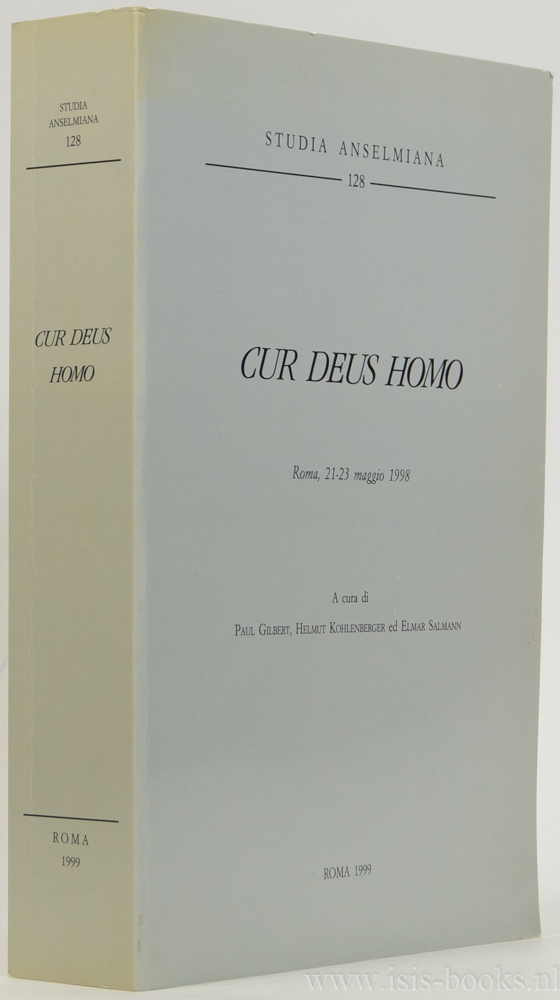 STUDIA
ANSELMIANA
128
CUR DEUS
HOMO
ROMA
1999
STUDIA ANSELMIANA
128
CUR DEUS HOMO
Roma, 21-23 maggio 1998
A cura di
PAUL GILBERT, HELMUT KOHLENBERGER ed ELMAR SALMANN
ROMA 1999
www.isis-books.nl